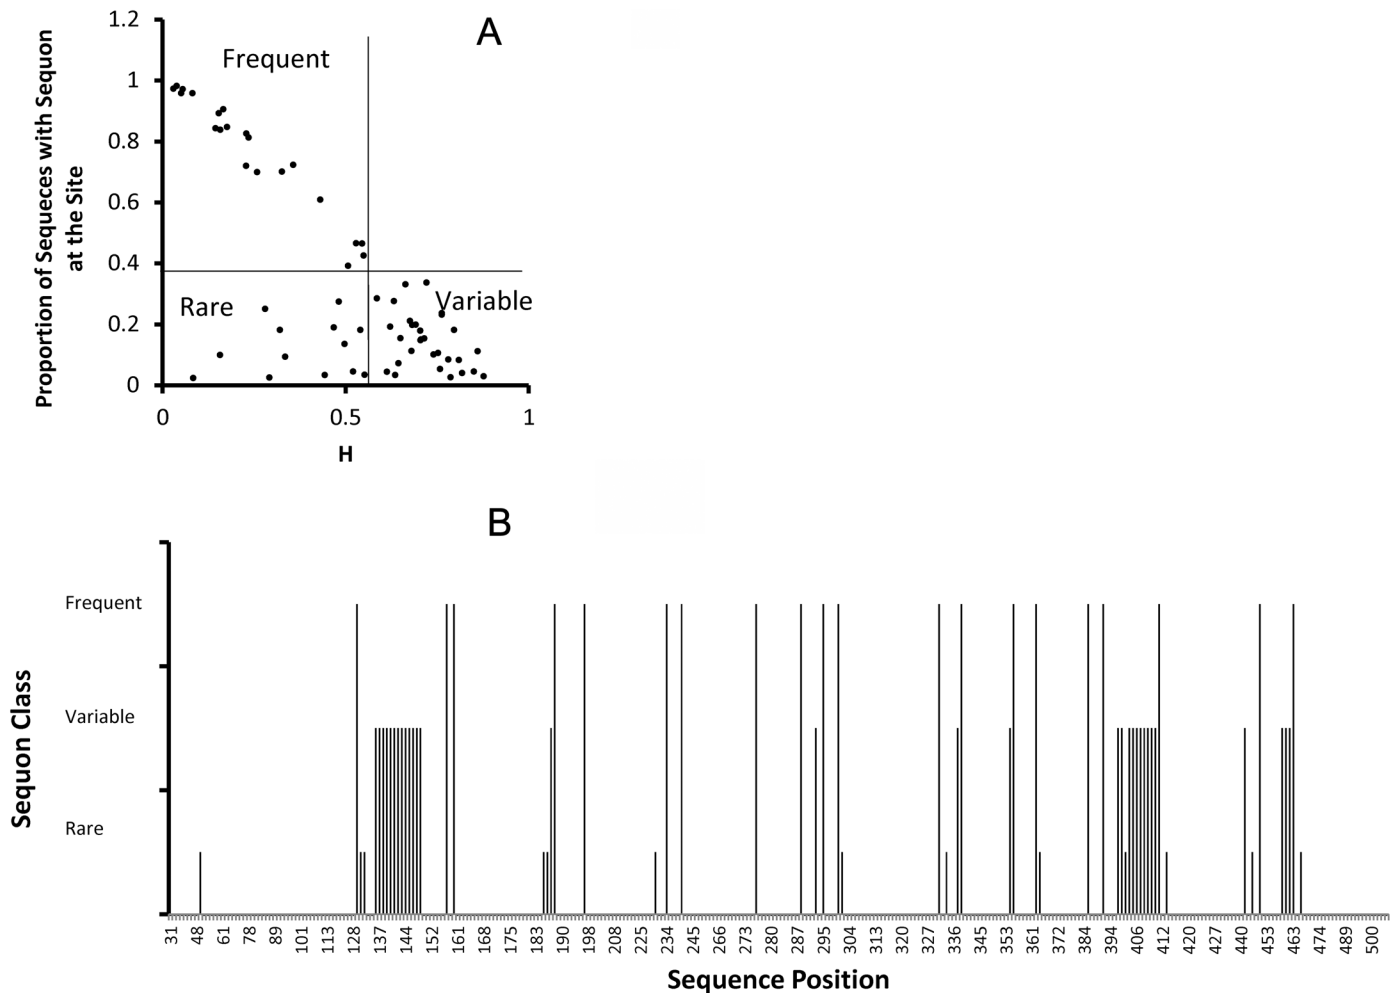 A
Proportion of Sequeces with Sequon
at the Site
1.2
1
0.8
0.6
0.4
0.2
0
Frequent
Rare
Variable
0 0.5 1
H
B
Sequon Class
Frequent
Variable
Rare
31 48 61 78 89 101 113 128 137 144 152 161 168 175 183 190 198 208 225 234 245 266 273 280 287 295 304 313 320 327 336 345 353 361 372 384 394 406 412 420 427 440 453 463 474 489 500
Sequence Position